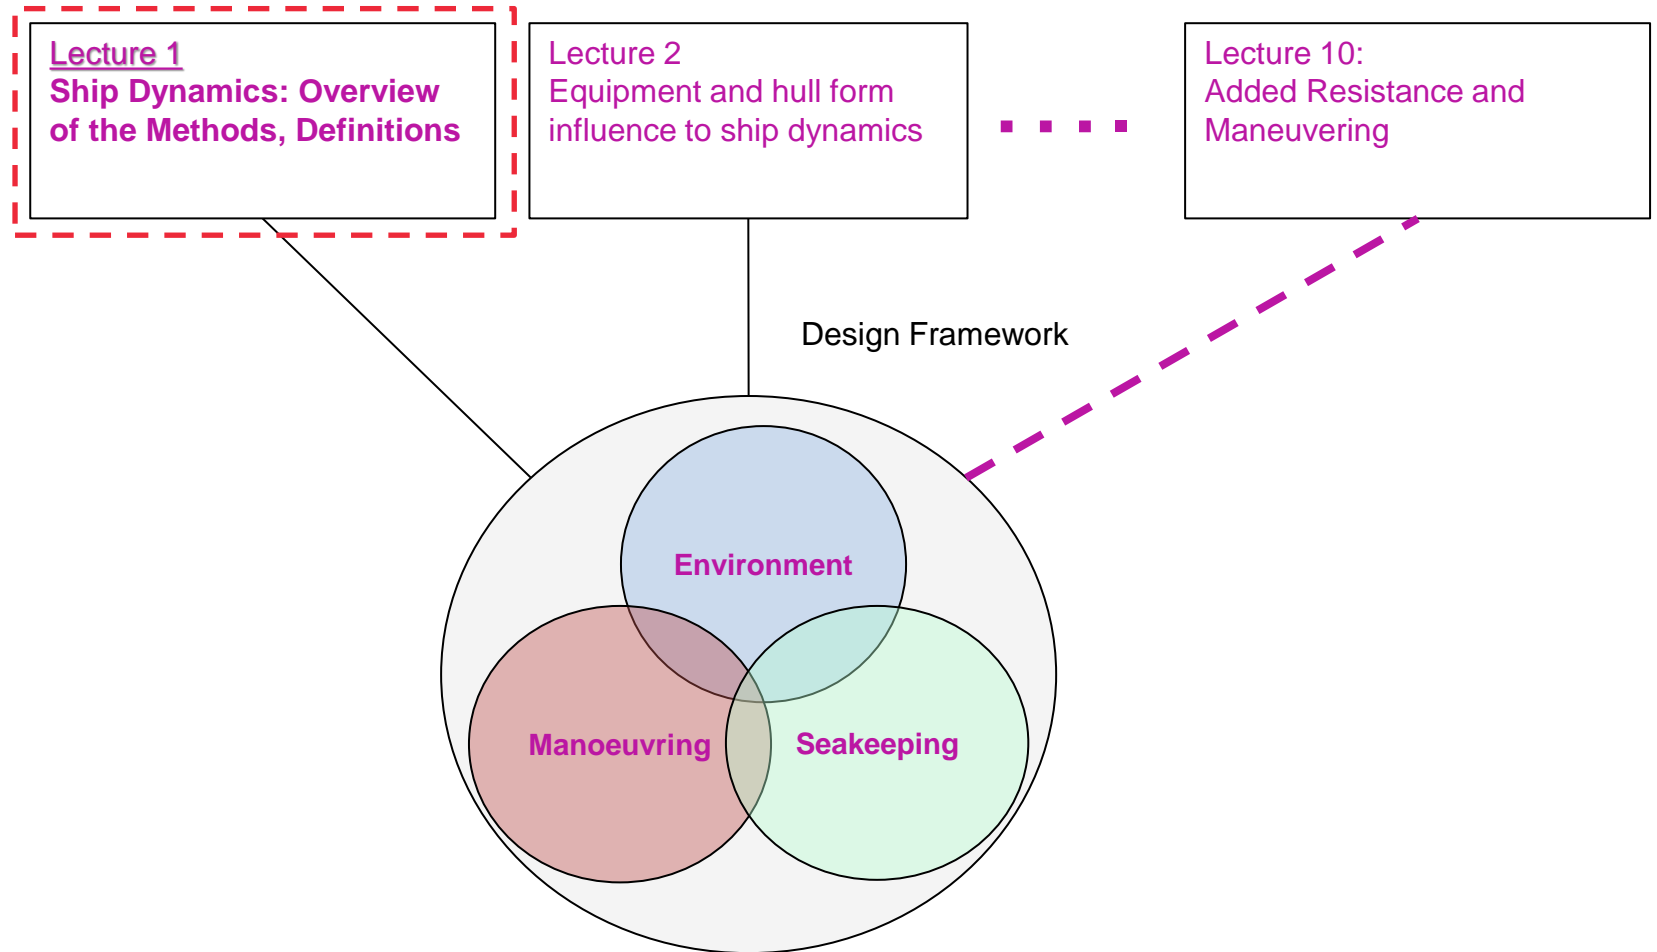 Lecture 1
Ship Dynamics: Overview
of the Methods, Definitions
Lecture 2
Equipment and hull form
influence to ship dynamics
Lecture 10:
Added Resistance and
Maneuvering
Design Framework
Environment
Manoeuvring
Seakeeping